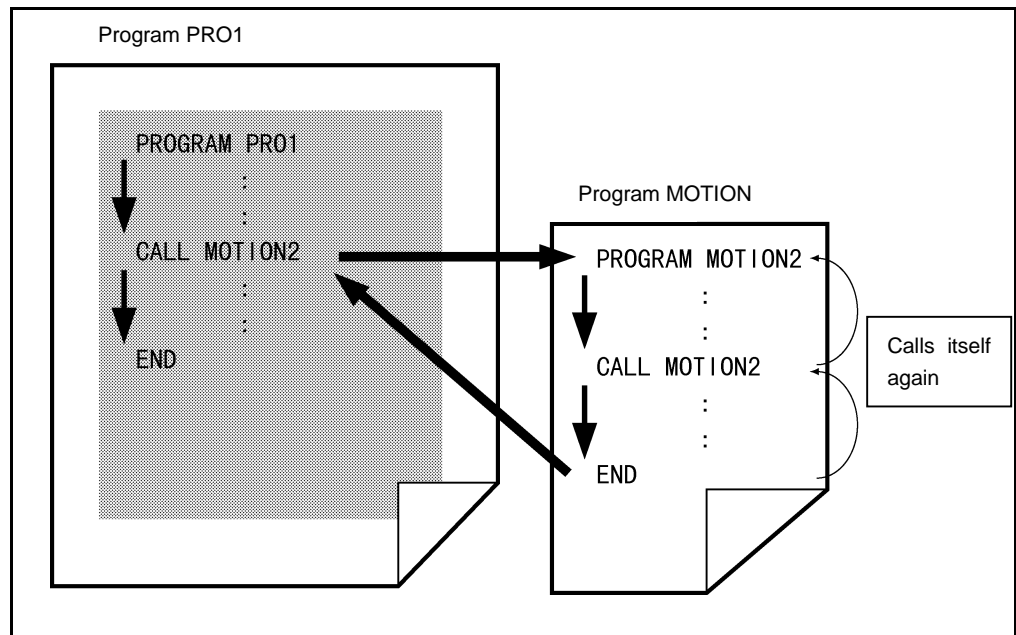 Program PRO1
PROGRAM PRO1
:
:
CALL MOTION2
:
:
END
Program MOTION
PROGRAM MOTION2
:
:
CALL MOTION2
:
:
END
Calls itself
again